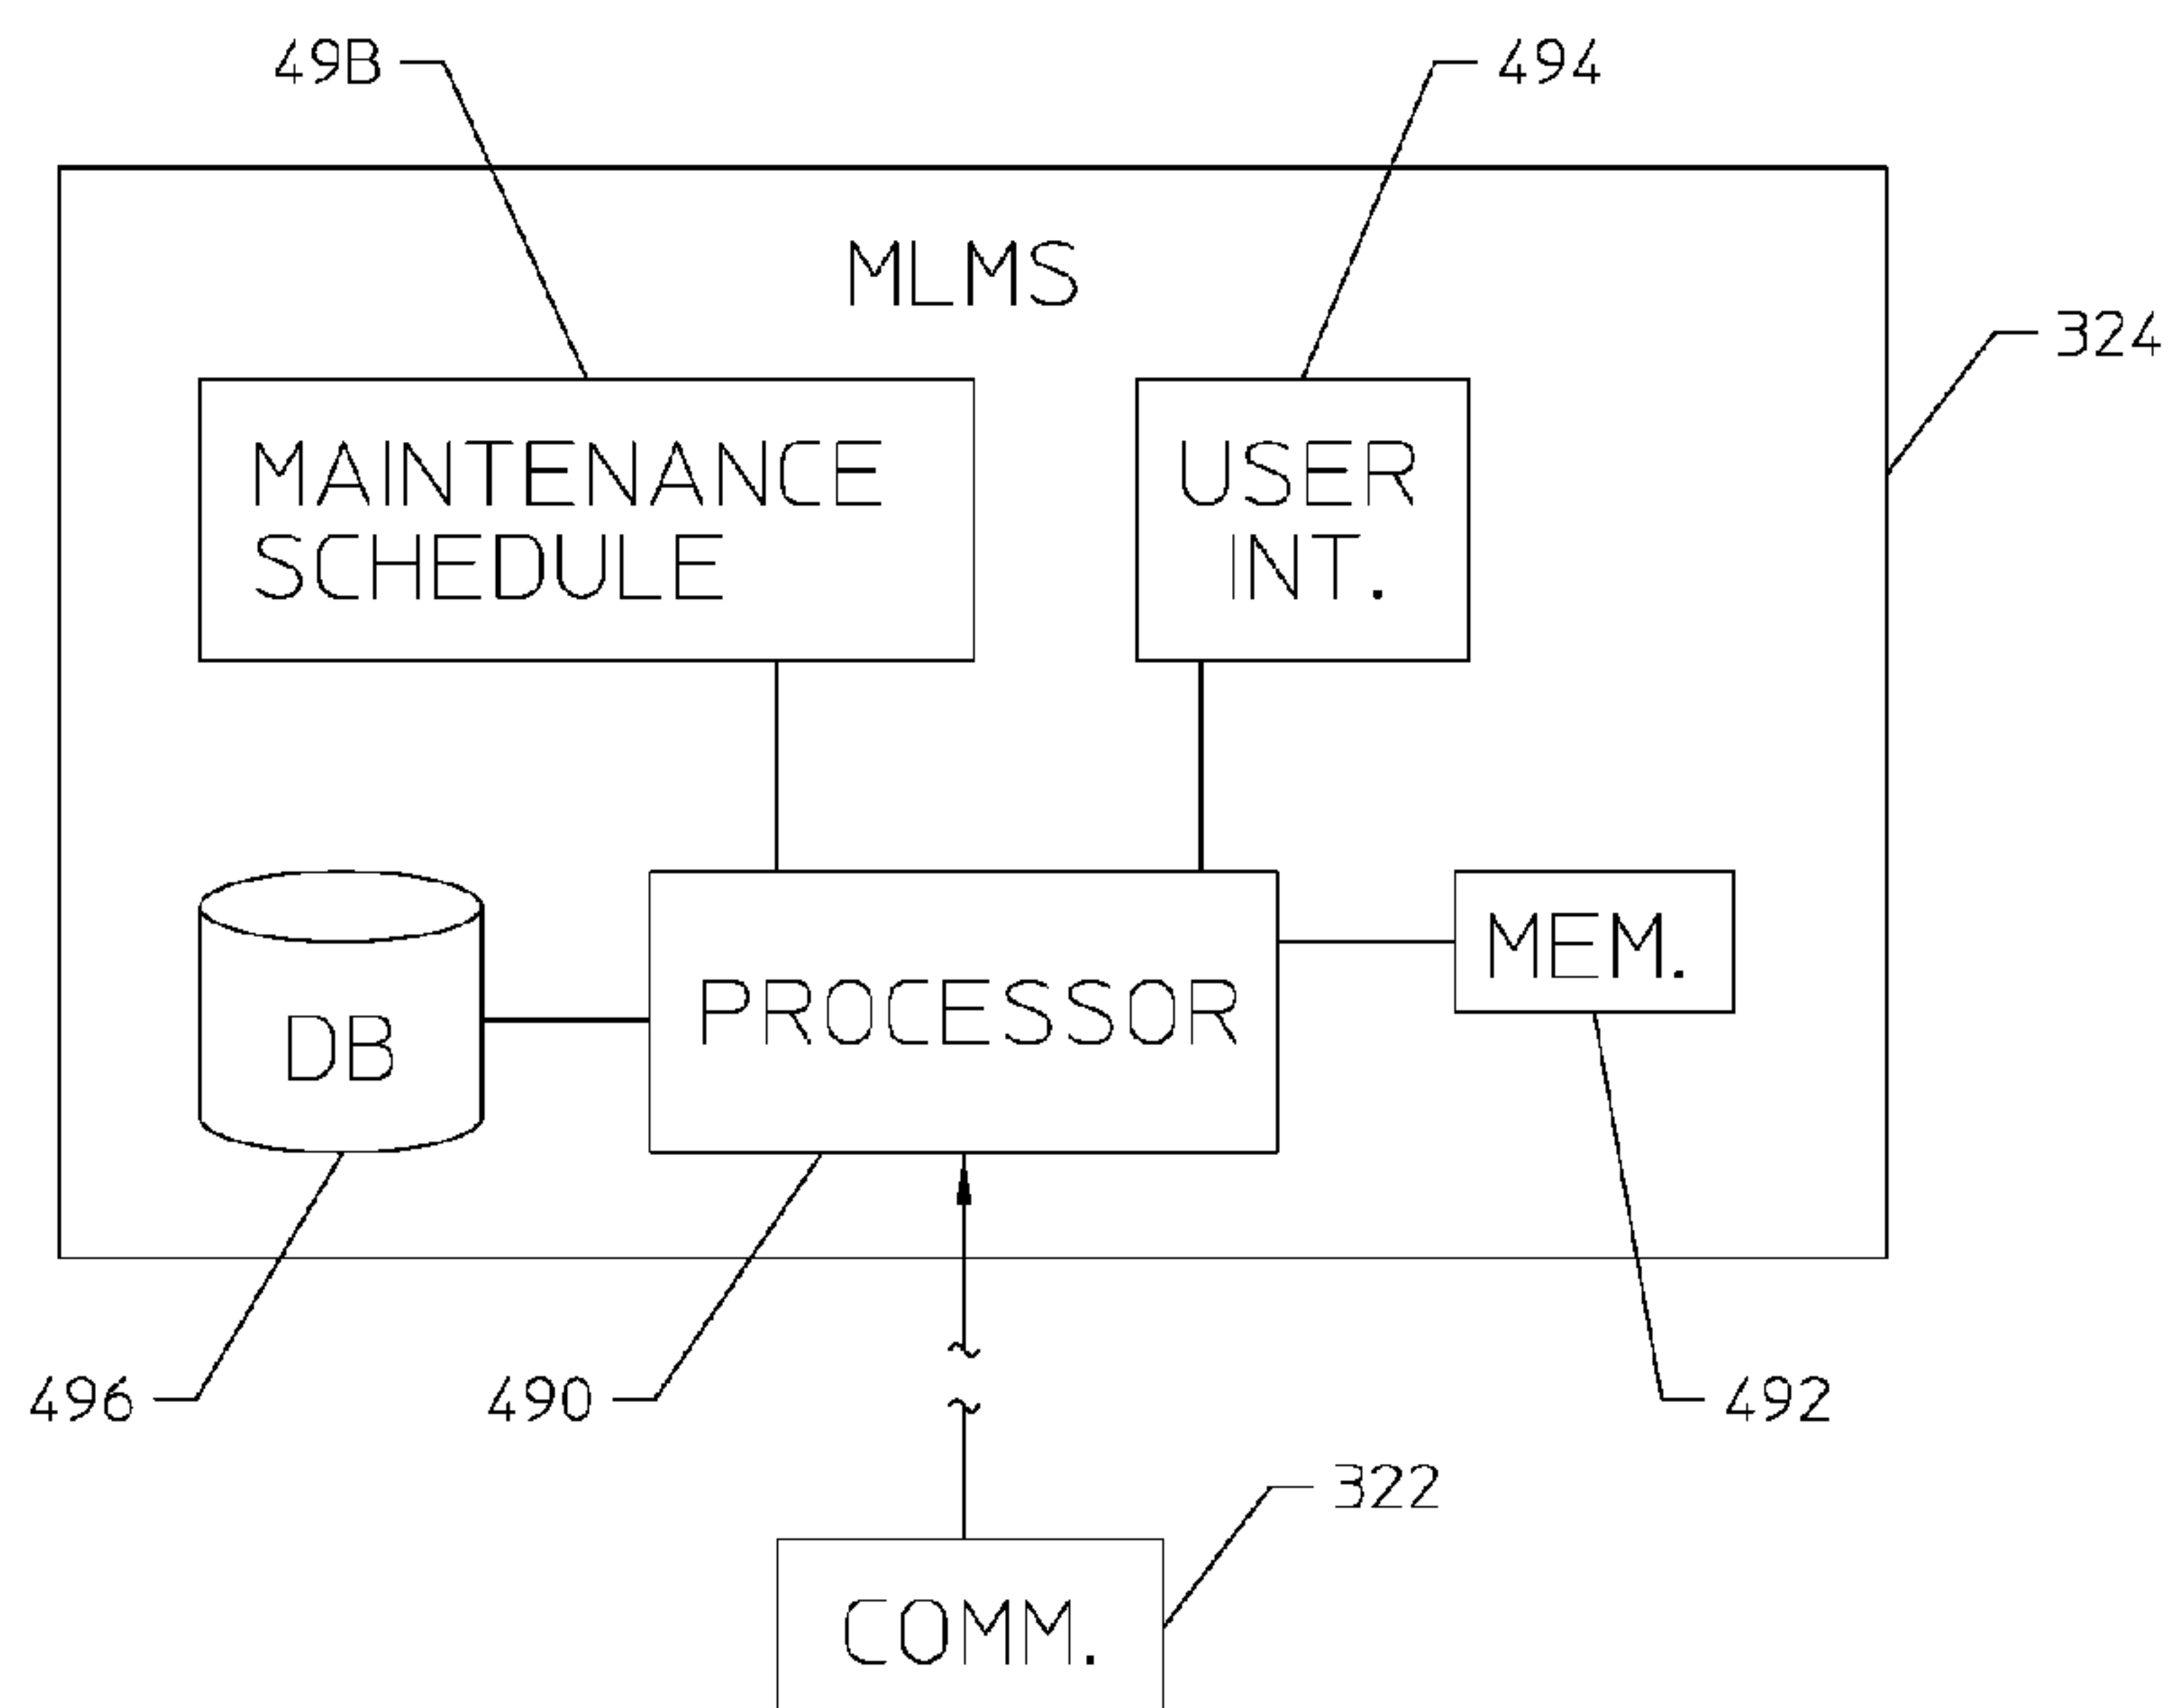 49B
494
MLMS
324
MAINTENANCE
SCHEDULE
USER
INT.
DB
PROCESSOR
MEM.
496
490
492
322
COMM.